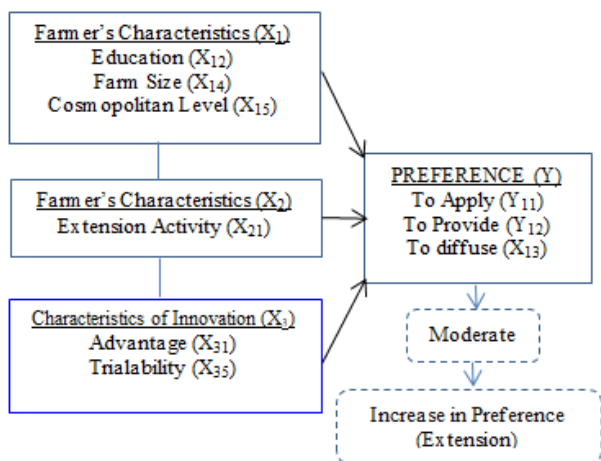 Farmer's Characteristics (X₁)
Education (X₁₂)
Farm Size (X₁₄)
Cosmopolitan Level (X₁₅)
Farmer's Characteristics (X₂)
Extension Activity (X₂₁)
Characteristics of Innovation (X₃)
Advantage (X₃₁)
Trialability (X₃₅)
PREFERENCE (Y)
To Apply (Y₁₁)
To Provide (Y₁₂)
To diffuse (X₁₃)
Moderate
Increase in Preference
(Extension)